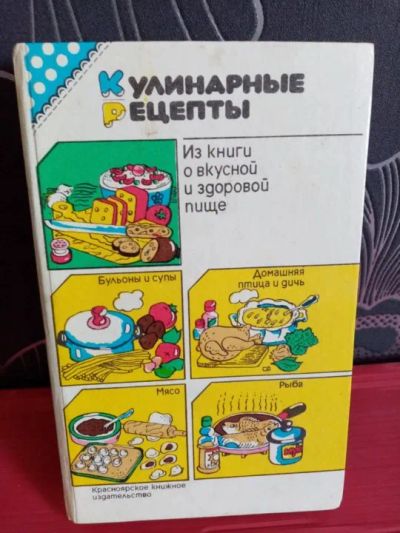 Кулинарные
Рецепты
Из книги
о вкусной
и здоровой
пище
Бульоны и супы
Домашняя
птица и дичь
Мясо
Рыба
Красноярское книжное
издательство